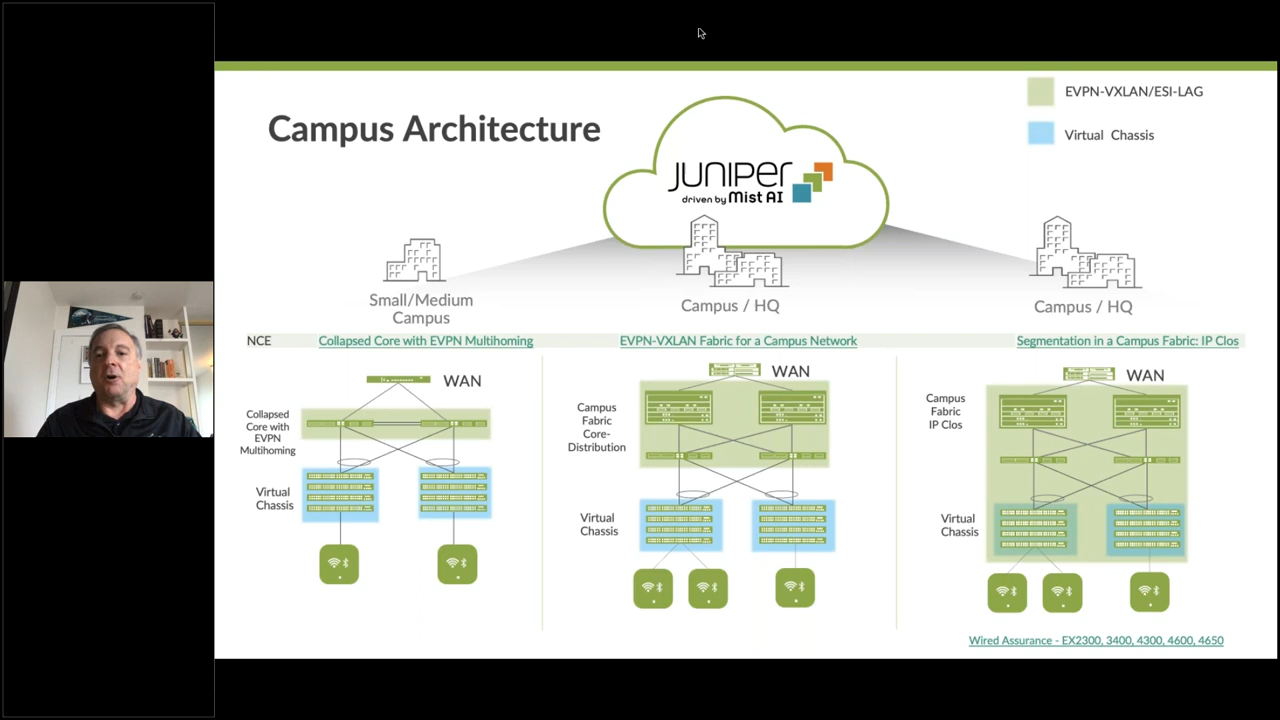 Campus Architecture
JUNIPEr
driven by Mist AI
EVPN-VXLAN/ESI-LAG
Virtual Chassis
Small/Medium
Campus
Campus / HQ
Campus / HQ
NCE
Collapsed Core with EVPN Multihoming
EVPN-VXLAN Fabric for a Campus Network
Segmentation in a Campus Fabric: IP Clos
WAN
Collapsed
Core with
EVPN
Multihoming
Virtual
Chassis
WAN
Campus
Fabric
Core-
Distribution
Virtual
Chassis
WAN
Campus
Fabric
IP Clos
Virtual
Chassis
Wired Assurance - EX2300, 3400, 4300, 4600, 4650